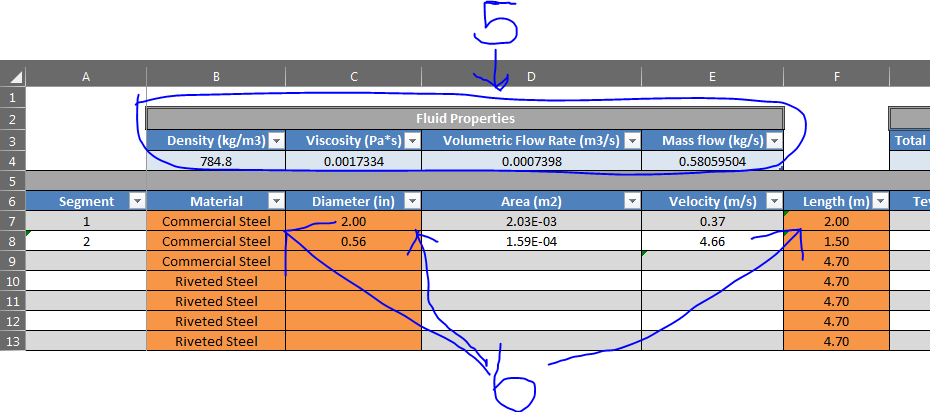 5
A B C D E F
1
2 Fluid Properties
3 Density (kg/m3) Viscosity (Pa*s) Volumetric Flow Rate (m3/s) Mass flow (kg/s) Total
4 784.8 0.0017334 0.0007398 0.58059504
5
6 Segment Material Diameter (in) Area (m2) Velocity (m/s) Length (m) Te
7 1 Commercial Steel 2.00 2.03E-03 0.37 2.00
8 2 Commercial Steel 0.56 1.59E-04 4.66 1.50
9 Commercial Steel 4.70
10 Riveted Steel 4.70
11 Riveted Steel 4.70
12 Riveted Steel 4.70
13 Riveted Steel 4.70
6